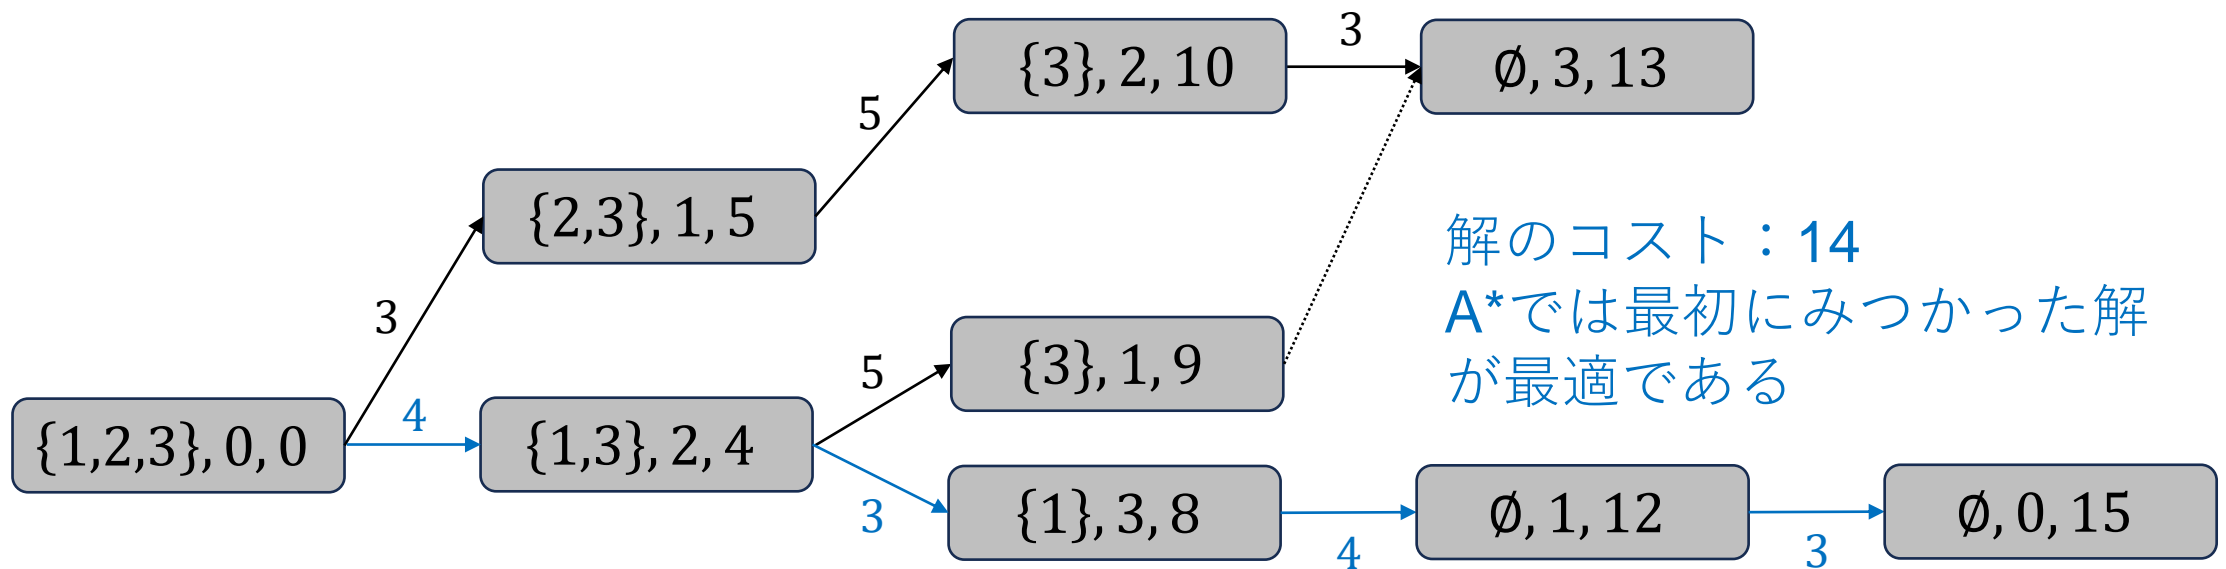 3
{3}, 2, 10
∅, 3, 13
5
{2,3}, 1, 5
解のコスト：14
A*では最初にみつかった解
が最適である
3
{3}, 1, 9
5
4
{1,2,3}, 0, 0
{1,3}, 2, 4
3
{1}, 3, 8
4
∅, 1, 12
3
∅, 0, 15